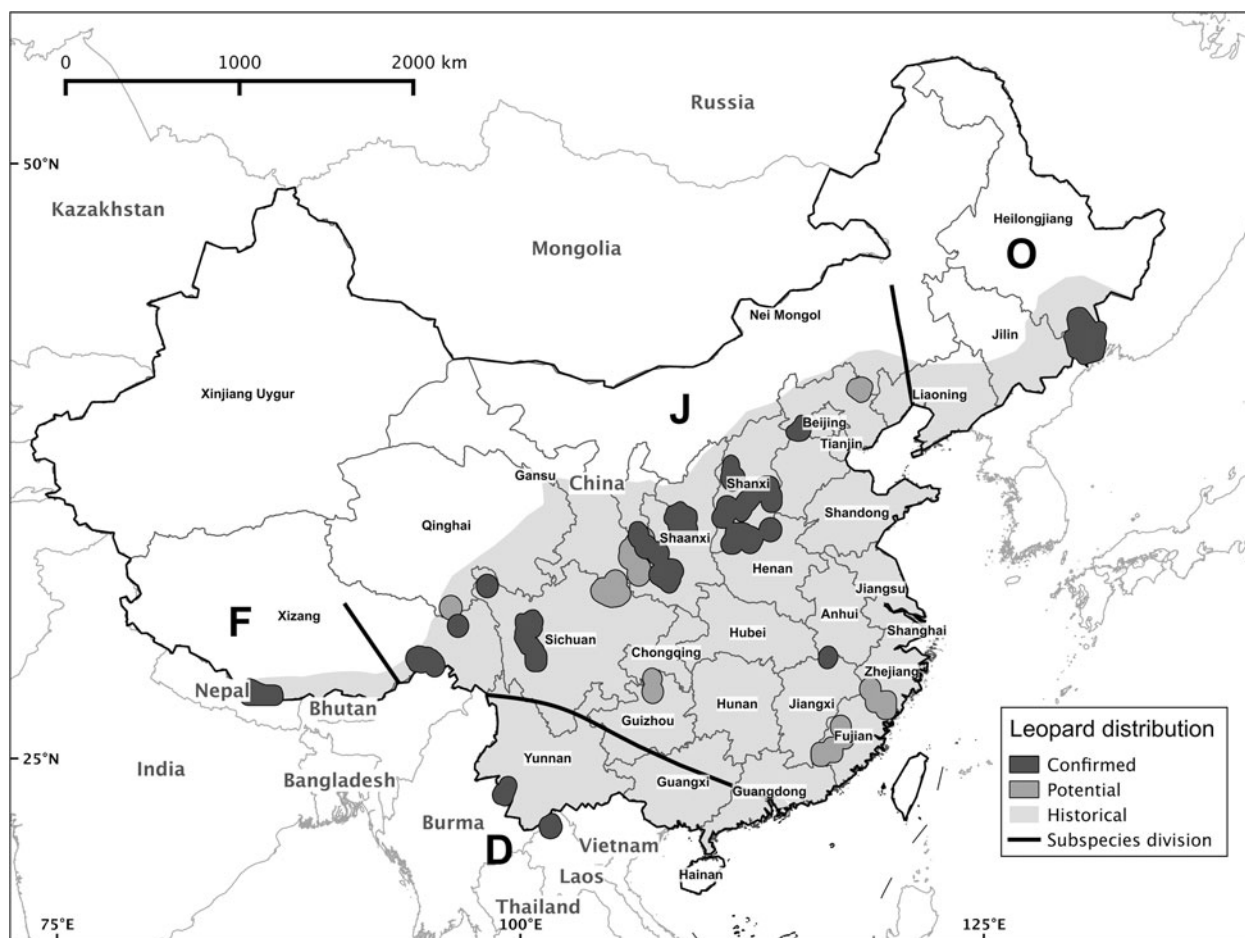 0 1000 2000 km
Russia
50°N
Kazakhstan
Heilongjiang
O
Mongolia
Nei Mongol
Jilin
Xinjiang Uygur
Liaoning
J
Beijing
Tianjin
Gansu
China
Shanxi
Qinghai
Shandong
Shaanxi
Henan
Jiangsu
F
Xizang
Anhui
Hubei
Shanghai
Sichuan
Chongqing
Zhejiang
Nepal
Bhutan
Hunan
Jiangxi
Guizhou
Fujian
Yunnan
25°N
India
Bangladesh
Guangxi
Guangdong
Burma
D
Vietnam
Hainan
Laos
Thailand
75°E
100°E
125°E
Leopard distribution
Confirmed
Potential
Historical
Subspecies division